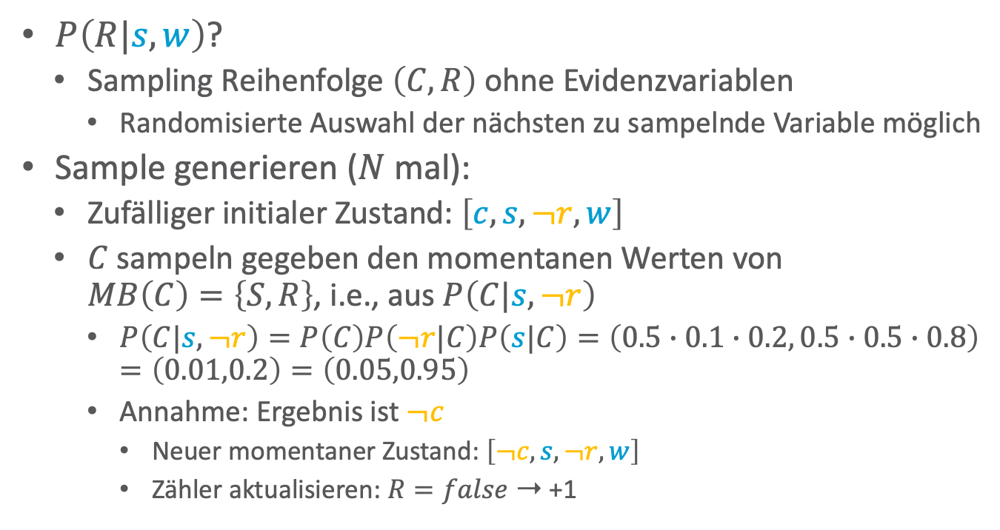 • P(R|s, w)?
• Sampling Reihenfolge (C, R) ohne Evidenzvariablen
• Randomisierte Auswahl der nächsten zu sampelnde Variable möglich
• Sample generieren (N mal):
• Zufälliger initialer Zustand: [c, s, ¬r, w]
• C sampeln gegeben den momentanen Werten von
MB(C) = {S, R}, i.e., aus P(C|s, ¬r)
• P(C|s, ¬r) = P(C)P(¬r|C)P(s|C) = (0.5 · 0.1 · 0.2, 0.5 · 0.5 · 0.8)
= (0.01,0.2) = (0.05,0.95)
• Annahme: Ergebnis ist ¬c
• Neuer momentaner Zustand: [¬c, s, ¬r, w]
• Zähler aktualisieren: R = false → +1